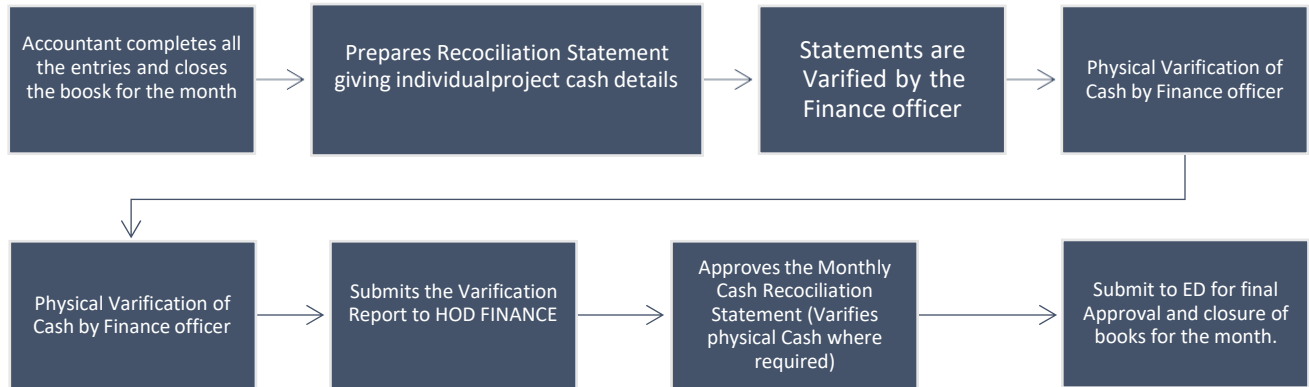 Accountant completes all
the entries and closes
the boosk for the month
Prepares Recociliation Statement
giving individualproject cash details
Statements are
Varified by the
Finance officer
Physical Varification of
Cash by Finance officer
Physical Varification of
Cash by Finance officer
Submits the Varification
Report to HOD FINANCE
Approves the Monthly
Cash Recociliation
Statement (Varifies
physical Cash where
required)
Submit to ED for final
Approval and closure of
books for the month.